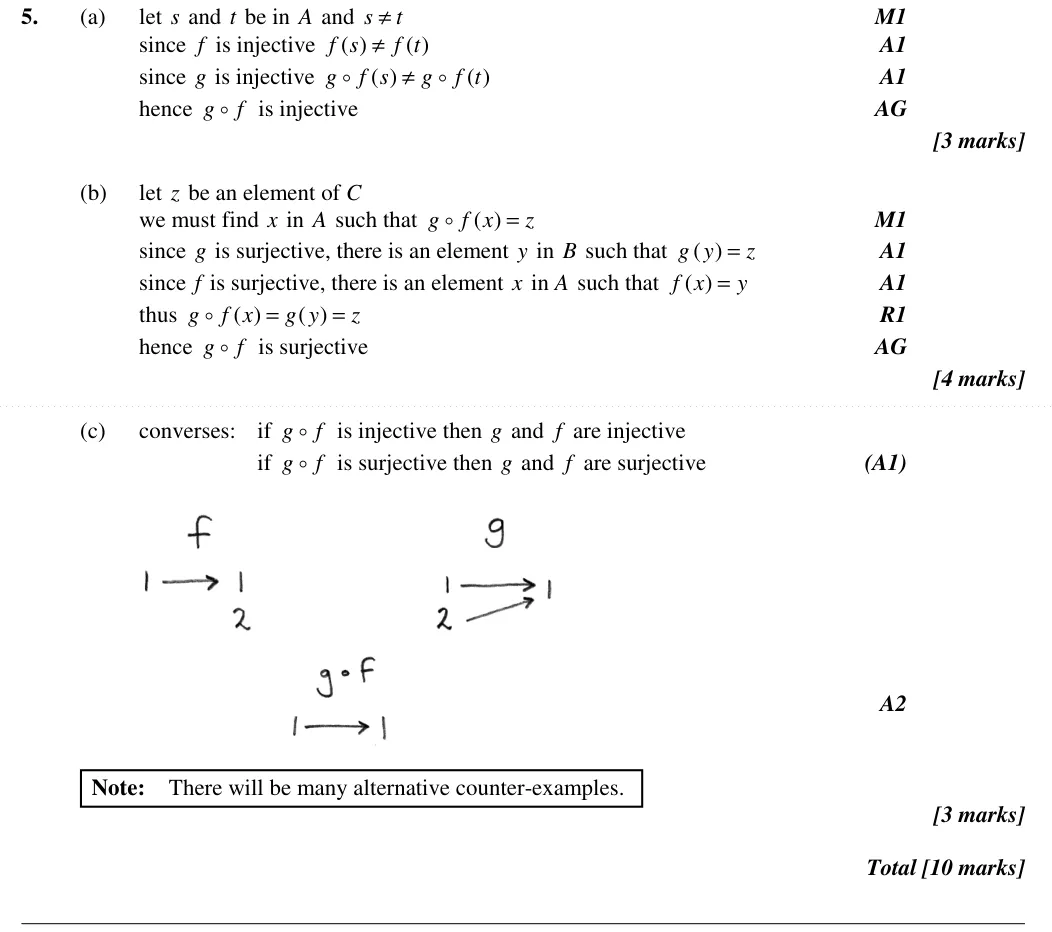 5. (a) let s and t be in A and s ≠ t M1
since f is injective f(s) ≠ f(t) A1
since g is injective g ∘ f(s) ≠ g ∘ f(t) A1
hence g ∘ f is injective AG
[3 marks]
(b) let z be an element of C
we must find x in A such that g ∘ f(x) = z M1
since g is surjective, there is an element y in B such that g(y) = z A1
since f is surjective, there is an element x in A such that f(x) = y A1
thus g ∘ f(x) = g(y) = z R1
hence g ∘ f is surjective AG
[4 marks]
(c) converses: if g ∘ f is injective then g and f are injective
if g ∘ f is surjective then g and f are surjective (A1)
f g
1 → 1 1 → 1
2 2
g∘f
1 → 1
A2
Note: There will be many alternative counter-examples.
[3 marks]
Total [10 marks]